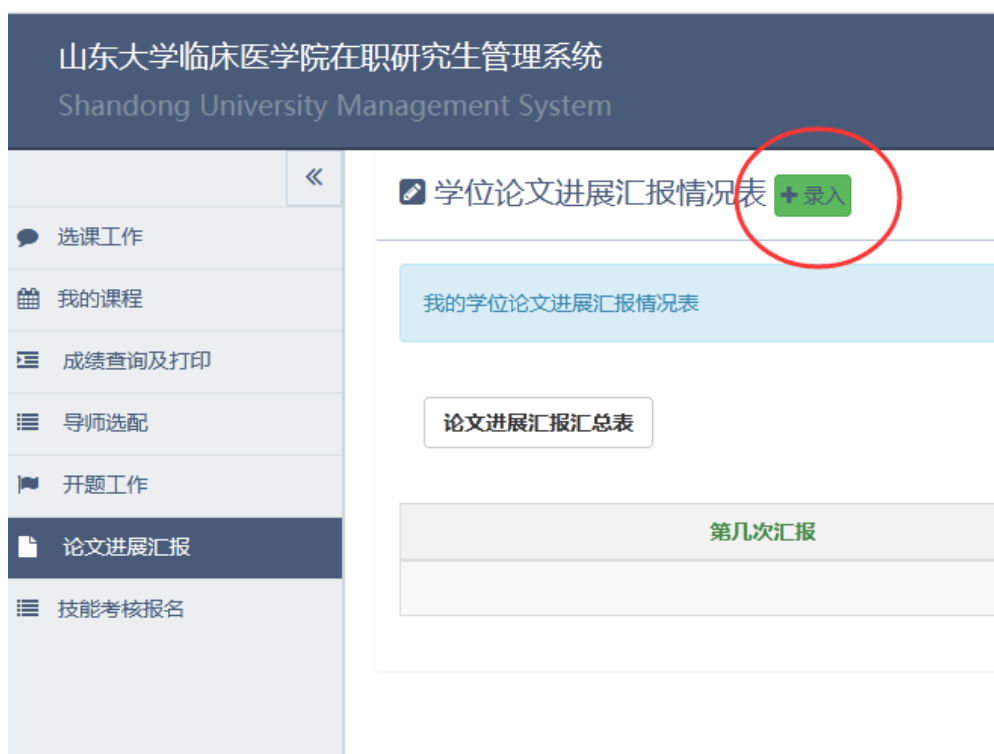 山东大学临床医学院在职研究生管理系统
Shandong University Management System
学位论文进展汇报情况表 录入
选课工作
我的课程
我的学位论文进展汇报情况表
成绩查询及打印
导师选配
论文进展汇报汇总表
开题工作
论文进展汇报
第几次汇报
技能考核报名